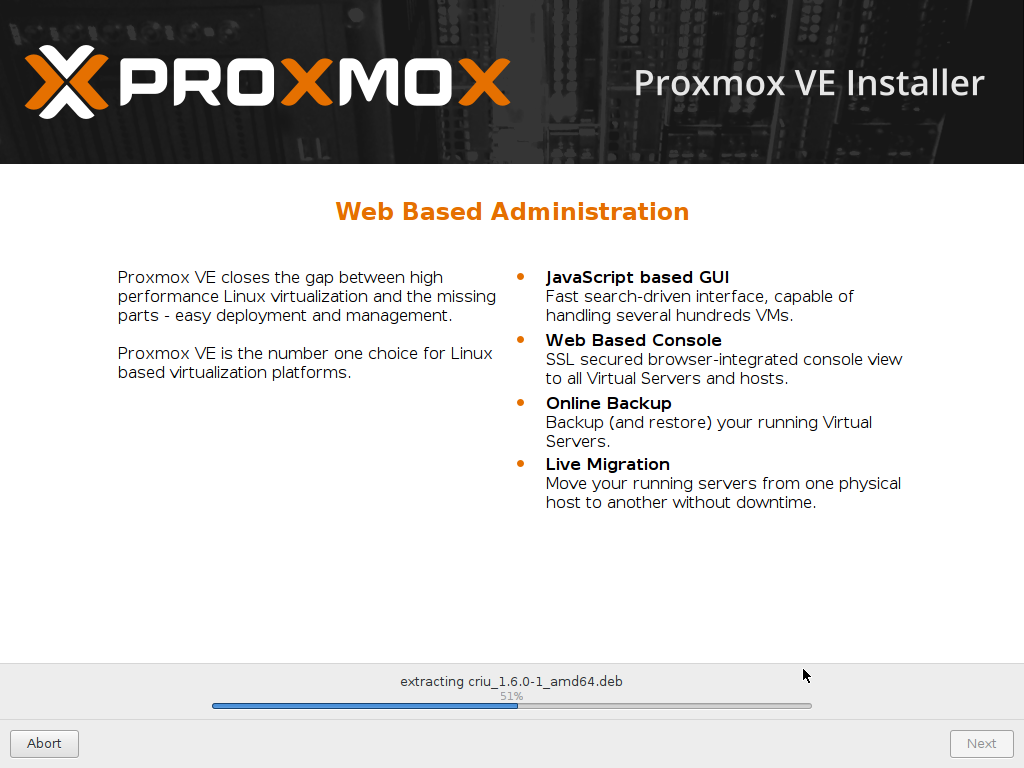 PROXMOX
Proxmox VE Installer
Web Based Administration
Proxmox VE closes the gap between high
performance Linux virtualization and the missing
parts - easy deployment and management.
Proxmox VE is the number one choice for Linux
based virtualization platforms.
JavaScript based GUI
Fast search-driven interface, capable of
handling several hundreds VMs.
Web Based Console
SSL secured browser-integrated console view
to all Virtual Servers and hosts.
Online Backup
Backup (and restore) your running Virtual
Servers.
Live Migration
Move your running servers from one physical
host to another without downtime.
extracting criu_1.6.0-1_amd64.deb
51%
Abort
Next